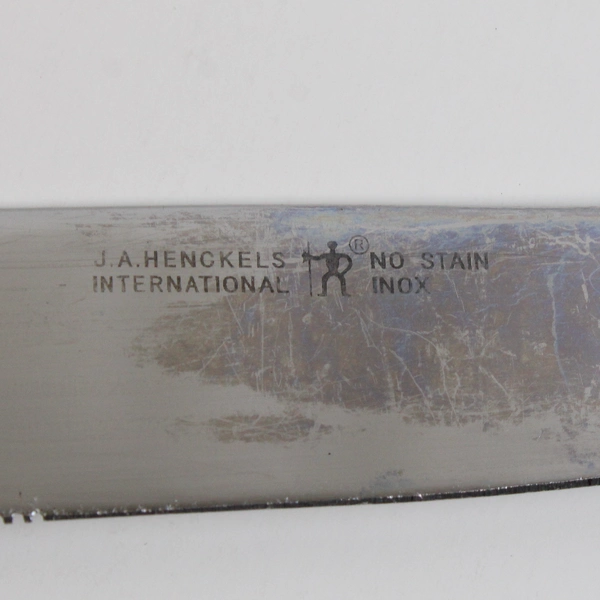 J.A.HENCKELS ® NO STAIN
INTERNATIONAL INOX